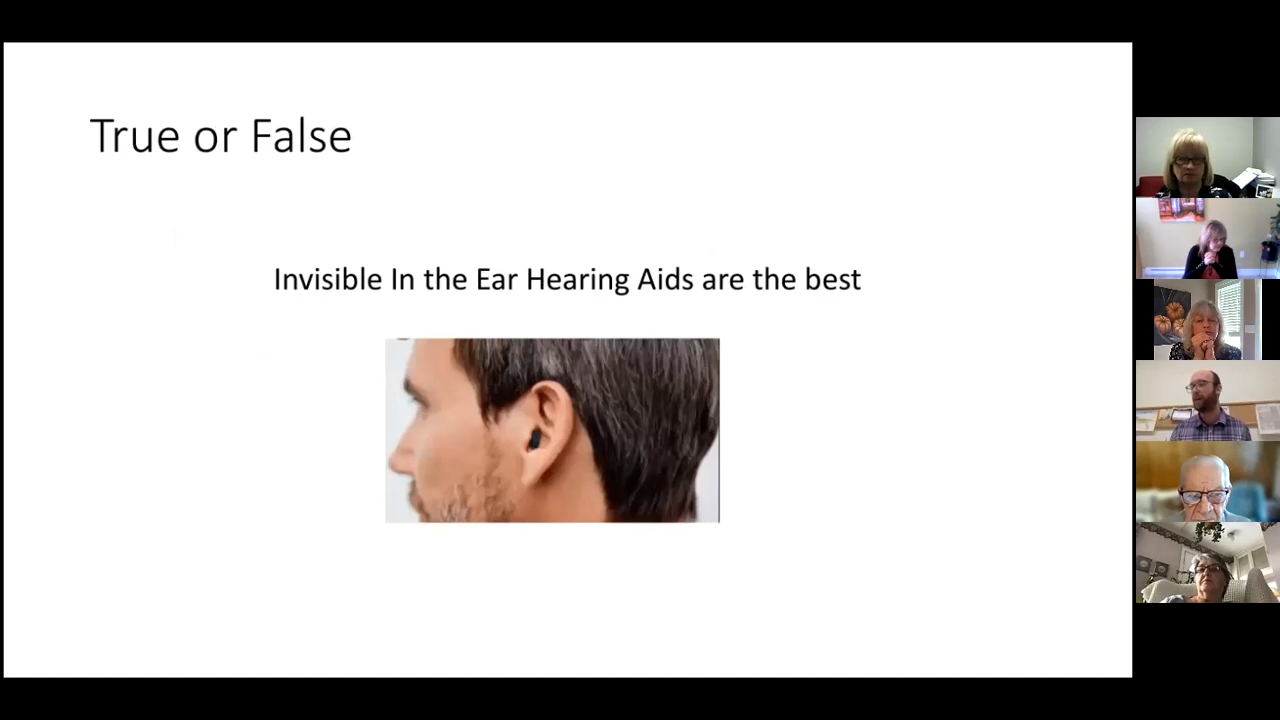 True or False
Invisible In the Ear Hearing Aids are the best